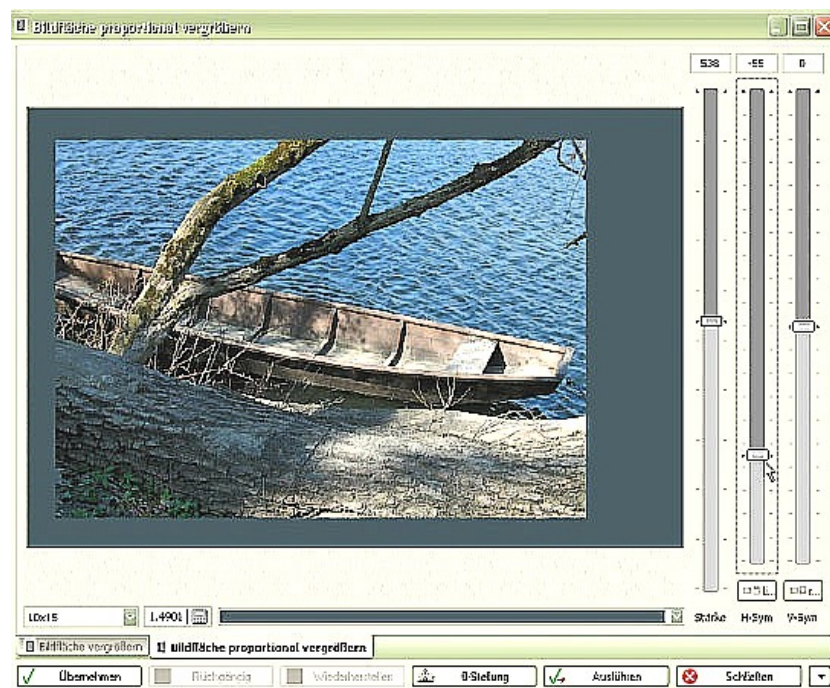 Bildfläche proportional vergrößern
538 -55 0
10x15 1.4901
Stärke H-Sym V-Sym
Bildfläche vergrößern Bildfläche proportional vergrößern
Übernehmen Rückgängig Wiederherstellen 0-Stellung Ausführen Schließen